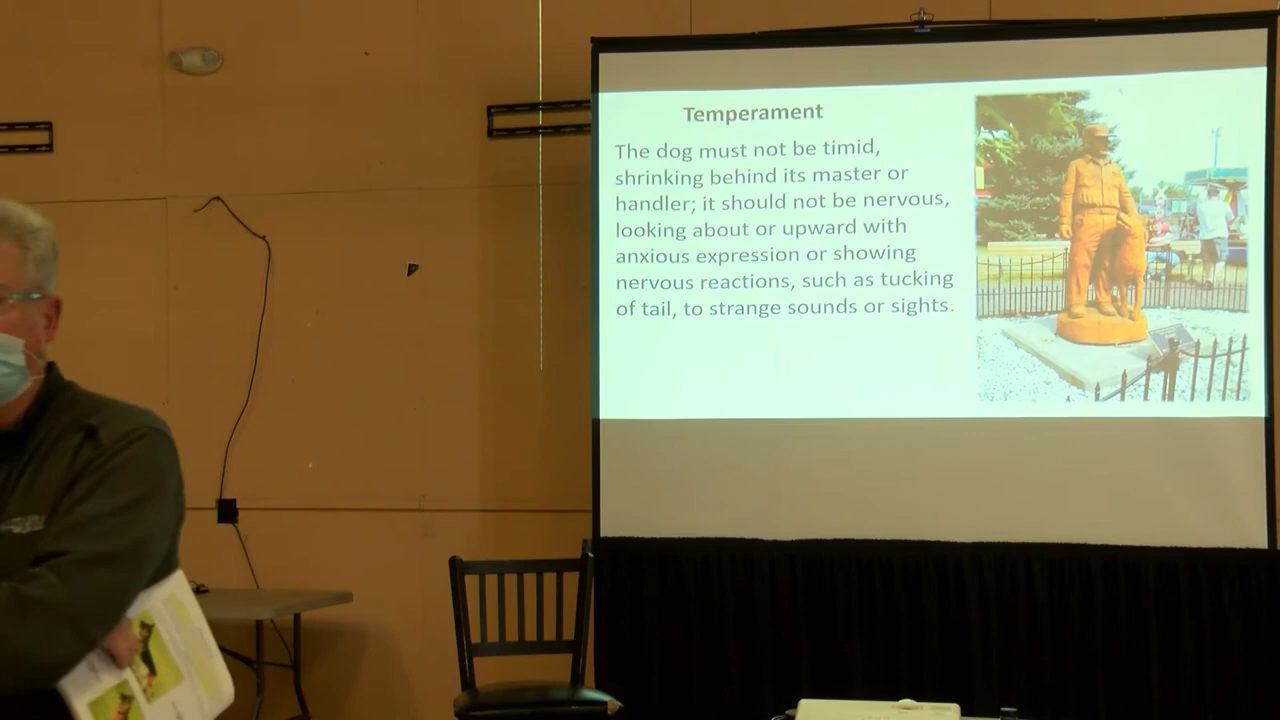 Temperament
The dog must not be timid,
shrinking behind its master or
handler; it should not be nervous,
looking about or upward with
anxious expression or showing
nervous reactions, such as tucking
of tail, to strange sounds or sights.